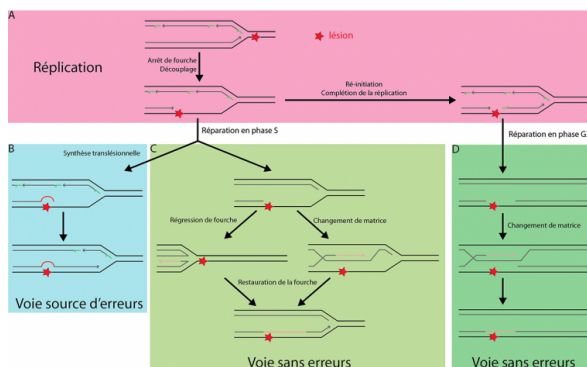 A
lésion
Réplication
Arrêt de fourche
Découplage
Ré-initiation
Complétion de la réplication
Réparation en phase S
Réparation en phase G
B
Synthèse translésionnelle
C
D
Régression de fourche
Changement de matrice
Changement de matrice
Restauration de la fourche
Voie source d'erreurs
Voie sans erreurs
Voie sans erreurs